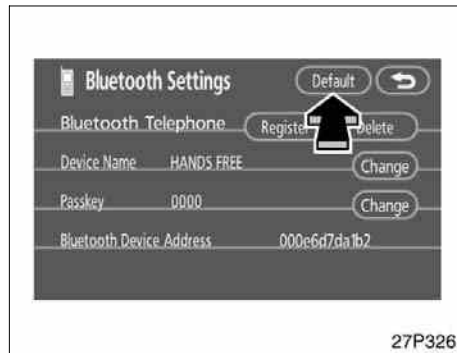 Bluetooth Settings Default
Bluetooth Telephone Register Delete
Device Name HANDS FREE Change
Passkey 0000 Change
Bluetooth Device Address 000e6d7da1b2
27P326